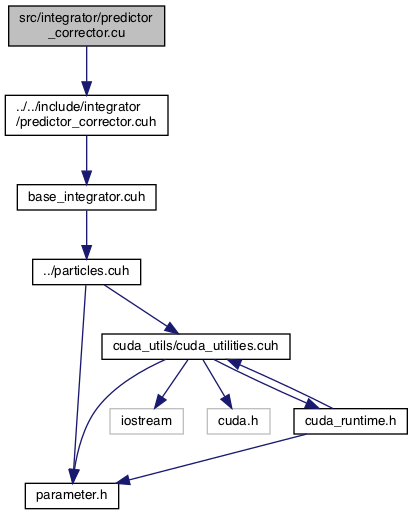 src/integrator/predictor
_corrector.cu
../../include/integrator
/predictor_corrector.cuh
base_integrator.cuh
../particles.cuh
cuda_utils/cuda_utilities.cuh
iostream
cuda.h
cuda_runtime.h
parameter.h